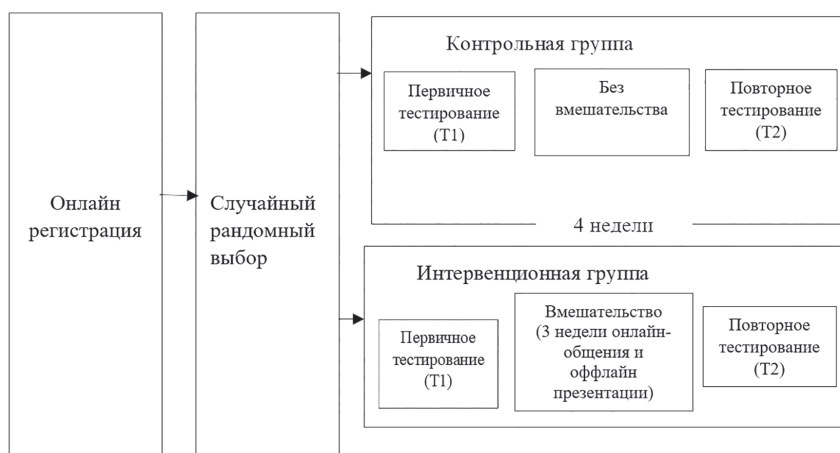 Онлайн
регистрация
Случайный
рандомный
выбор
Контрольная группа
Первичное
тестирование
(Т1)
Без
вмешательства
Повторное
тестирование
(Т2)
4 недели
Интервенционная группа
Первичное
тестирование
(Т1)
Вмешательство
(3 недели онлайн-
общения и
оффлайн
презентации)
Повторное
тестирование
(Т2)